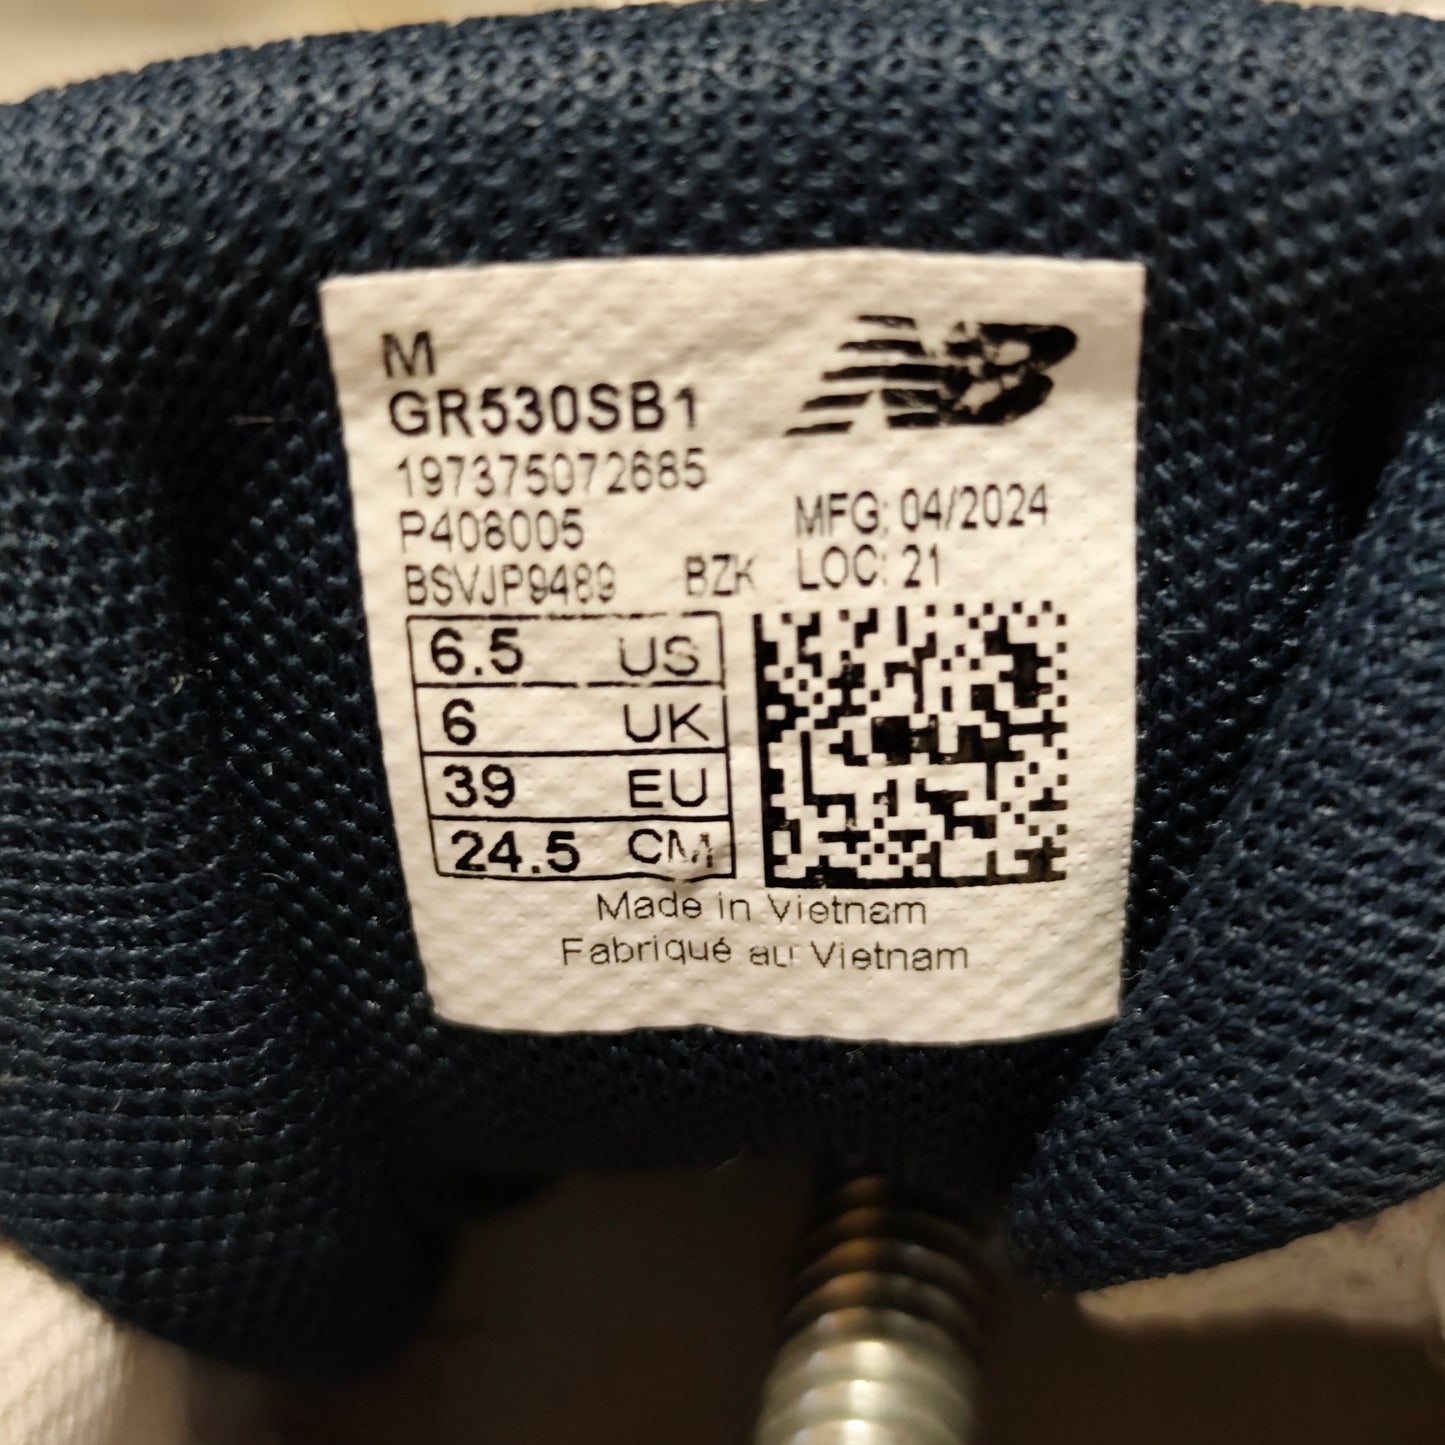 M
NB
GR530SB1
197375072685
P408005
MFG: 04/2024
BSVJP9489 BZK LOC: 21
6.5 US
6 UK
39 EU
24.5 CM
Made in Vietnam
Fabriqué au Vietnam